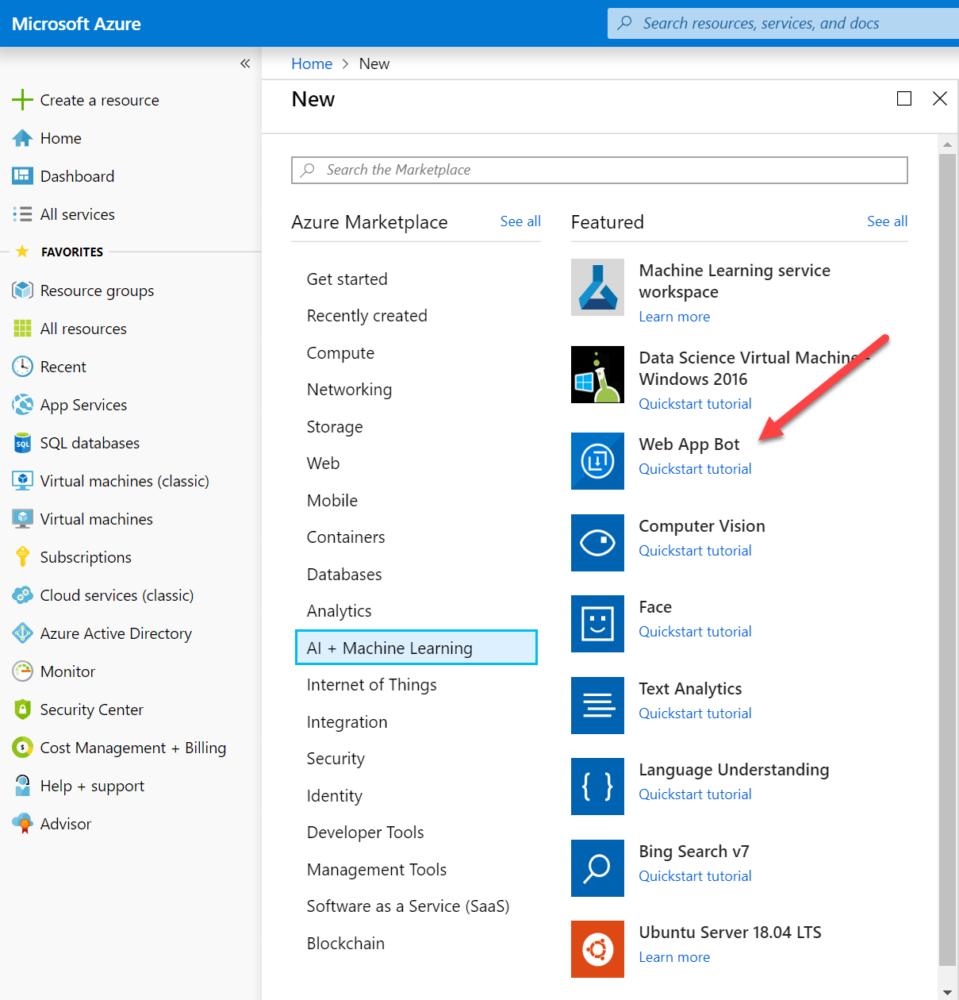 Microsoft Azure
Search resources, services, and docs
«
Create a resource
Home
Dashboard
All services
FAVORITES
Resource groups
All resources
Recent
App Services
SQL databases
Virtual machines (classic)
Virtual machines
Subscriptions
Cloud services (classic)
Azure Active Directory
Monitor
Security Center
Cost Management + Billing
Help + support
Advisor
Home > New
New
Search the Marketplace
Azure Marketplace
See all
Get started
Recently created
Compute
Networking
Storage
Web
Mobile
Containers
Databases
Analytics
AI + Machine Learning
Internet of Things
Integration
Security
Identity
Developer Tools
Management Tools
Software as a Service (SaaS)
Blockchain
Featured
See all
Machine Learning service
workspace
Learn more
Data Science Virtual Machine -
Windows 2016
Quickstart tutorial
Web App Bot
Quickstart tutorial
Computer Vision
Quickstart tutorial
Face
Quickstart tutorial
Text Analytics
Quickstart tutorial
Language Understanding
Quickstart tutorial
Bing Search v7
Quickstart tutorial
Ubuntu Server 18.04 LTS
Learn more